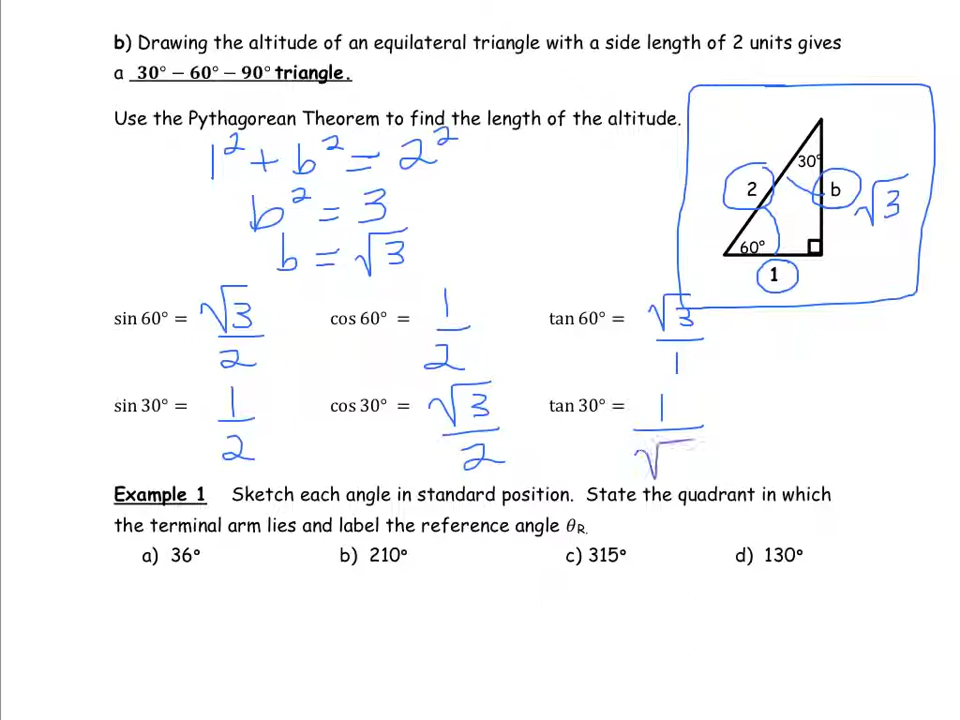 b) Drawing the altitude of an equilateral triangle with a side length of 2 units gives
a 30° − 60° − 90° triangle.
Use the Pythagorean Theorem to find the length of the altitude.
1² + b² = 2²
b² = 3
b = √3
30°
2
b √3
60°
1
sin 60° = √3/2 cos 60° = 1/2 tan 60° = √3/1
sin 30° = 1/2 cos 30° = √3/2 tan 30° = 1/√
Example 1 Sketch each angle in standard position. State the quadrant in which
the terminal arm lies and label the reference angle θR.
a) 36° b) 210° c) 315° d) 130°